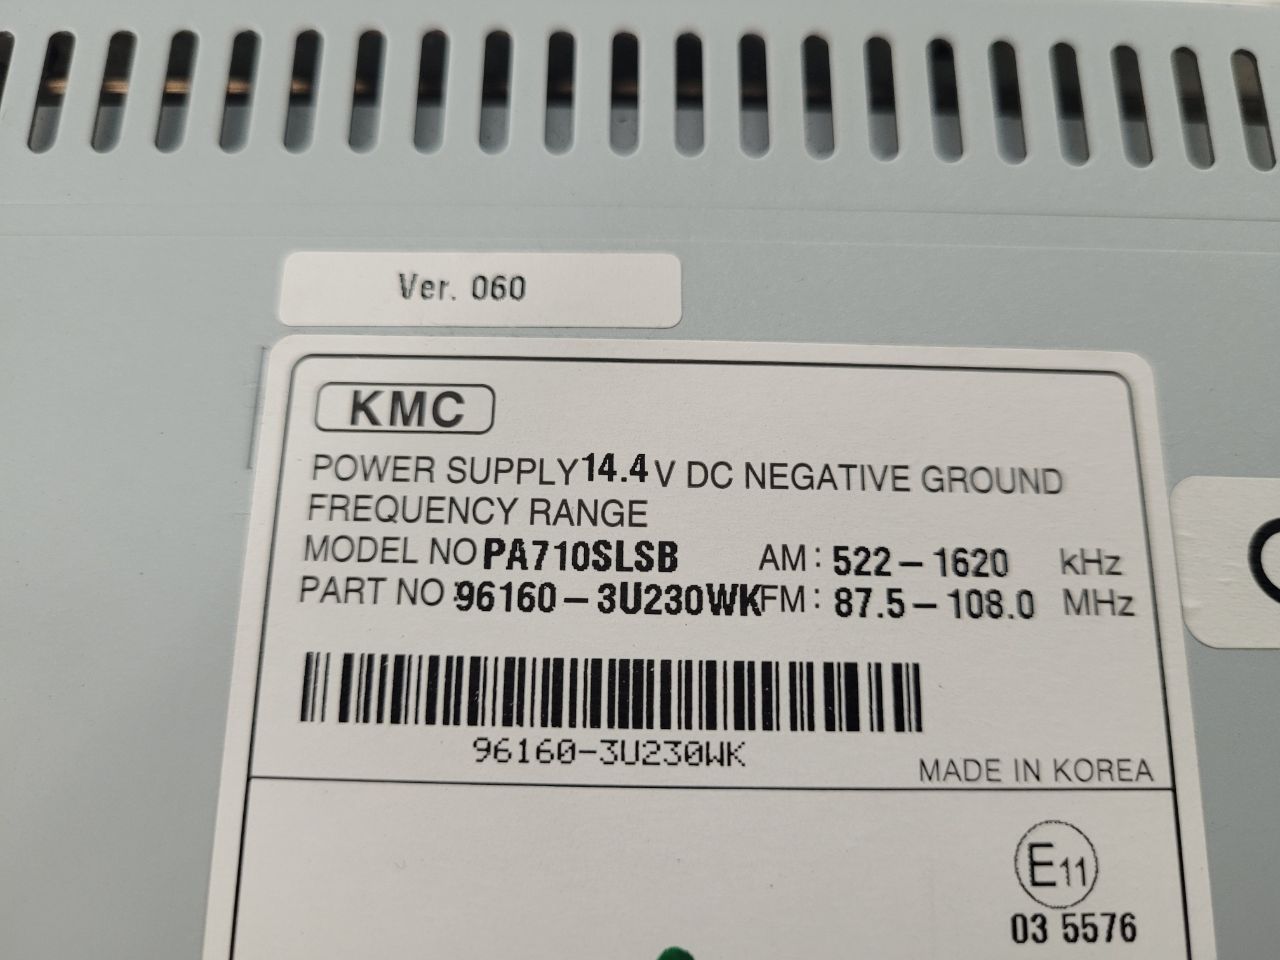 Ver. 060
KMC
POWER SUPPLY 14.4 V DC NEGATIVE GROUND
FREQUENCY RANGE
MODEL NO PA710SLSB AM : 522 – 1620 kHz
PART NO 96160 – 3U230WK FM : 87.5 – 108.0 MHz
96160-3U230WK
MADE IN KOREA
E11
03 5576